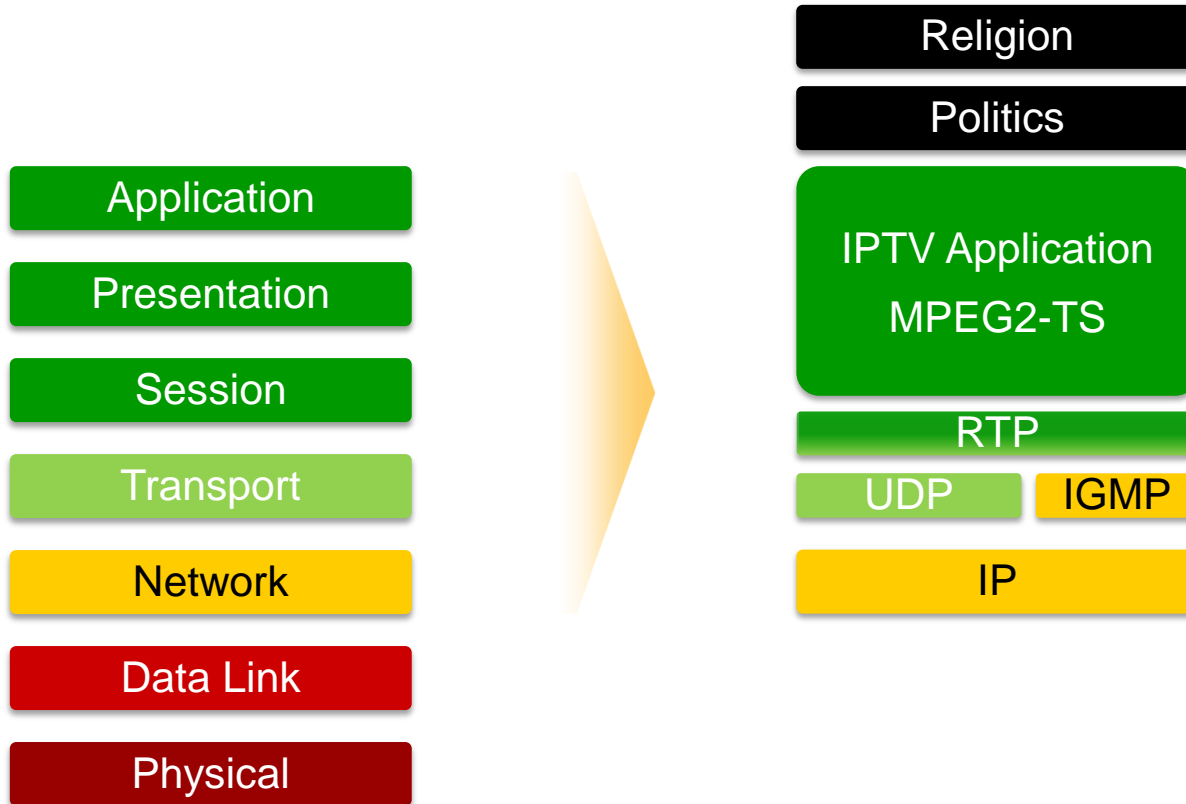 Application
Presentation
Session
Transport
Network
Data Link
Physical
Religion
Politics
IPTV Application
MPEG2-TS
RTP
UDP
IGMP
IP